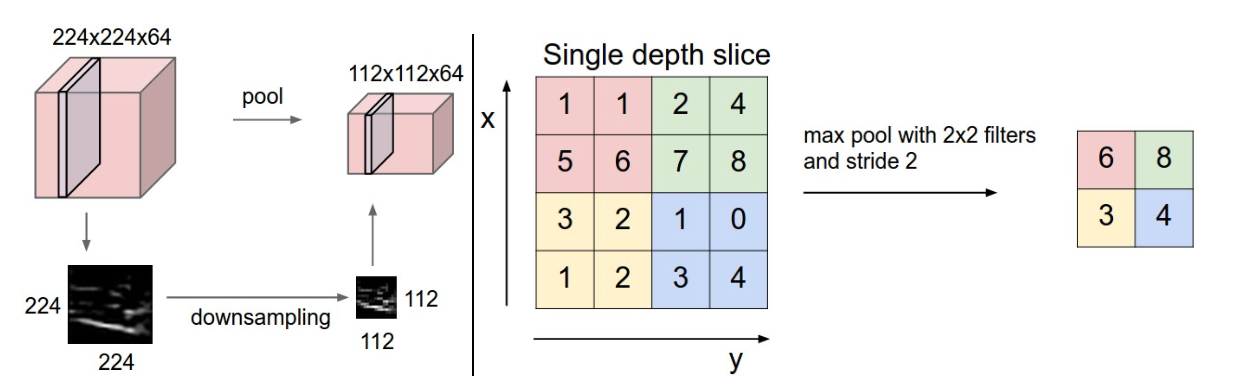 224x224x64
pool
112x112x64
224
224
downsampling
112
112
Single depth slice
x
1 1 2 4
5 6 7 8
3 2 1 0
1 2 3 4
y
max pool with 2x2 filters
and stride 2
6 8
3 4